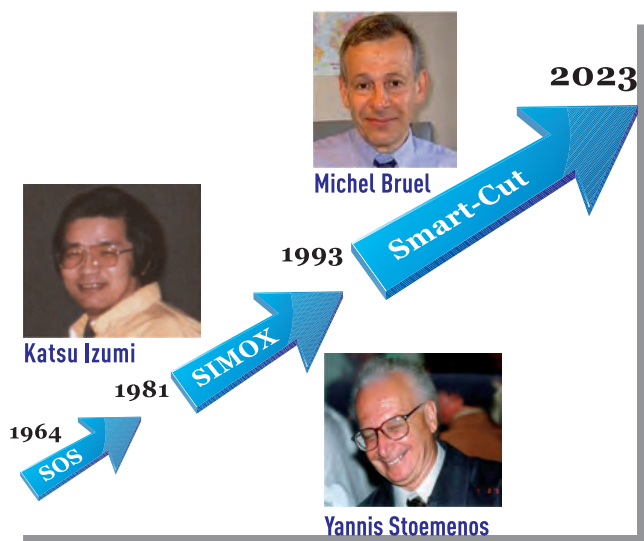 2023
Michel Bruel
Smart-Cut
1993
Katsu Izumi
SIMOX
1981
1964
SOS
Yannis Stoemenos